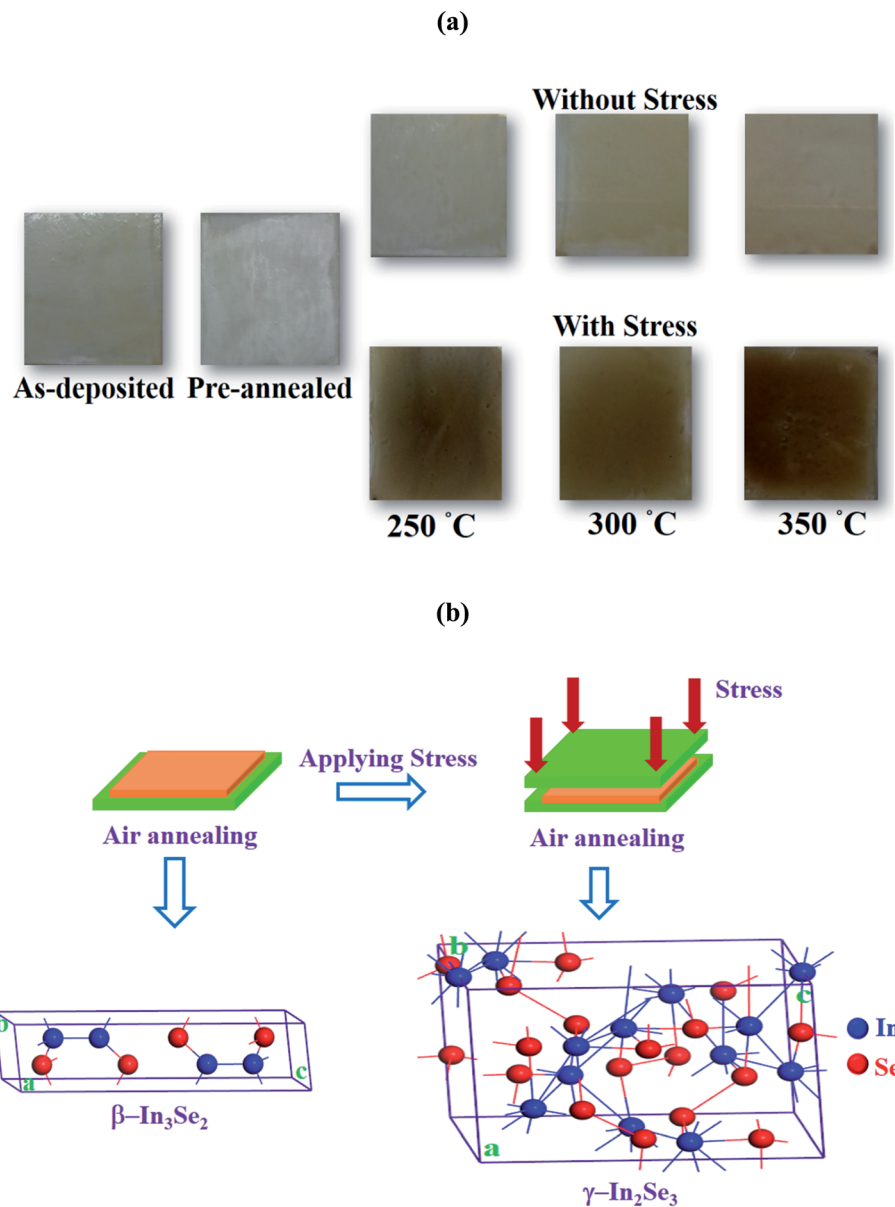 (a)
Without Stress
As-deposited
Pre-annealed
With Stress
250 °C
300 °C
350 °C
(b)
Stress
Applying Stress
Air annealing
Air annealing
b
a
c
β–In₃Se₂
b
c
a
In
Se
γ–In₂Se₃